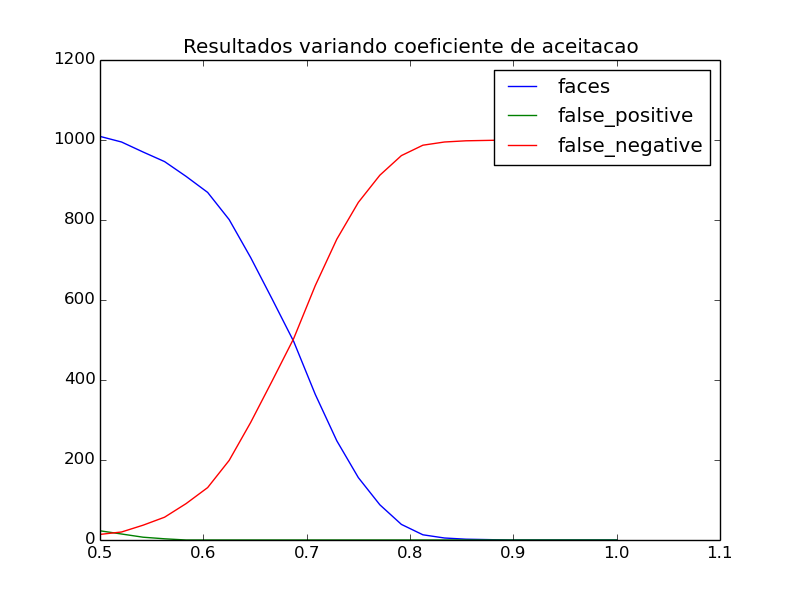 Resultados variando coeficiente de aceitacao
1200
1000
800
600
400
200
0
faces
false_positive
false_negative
0.5 0.6 0.7 0.8 0.9 1.0 1.1